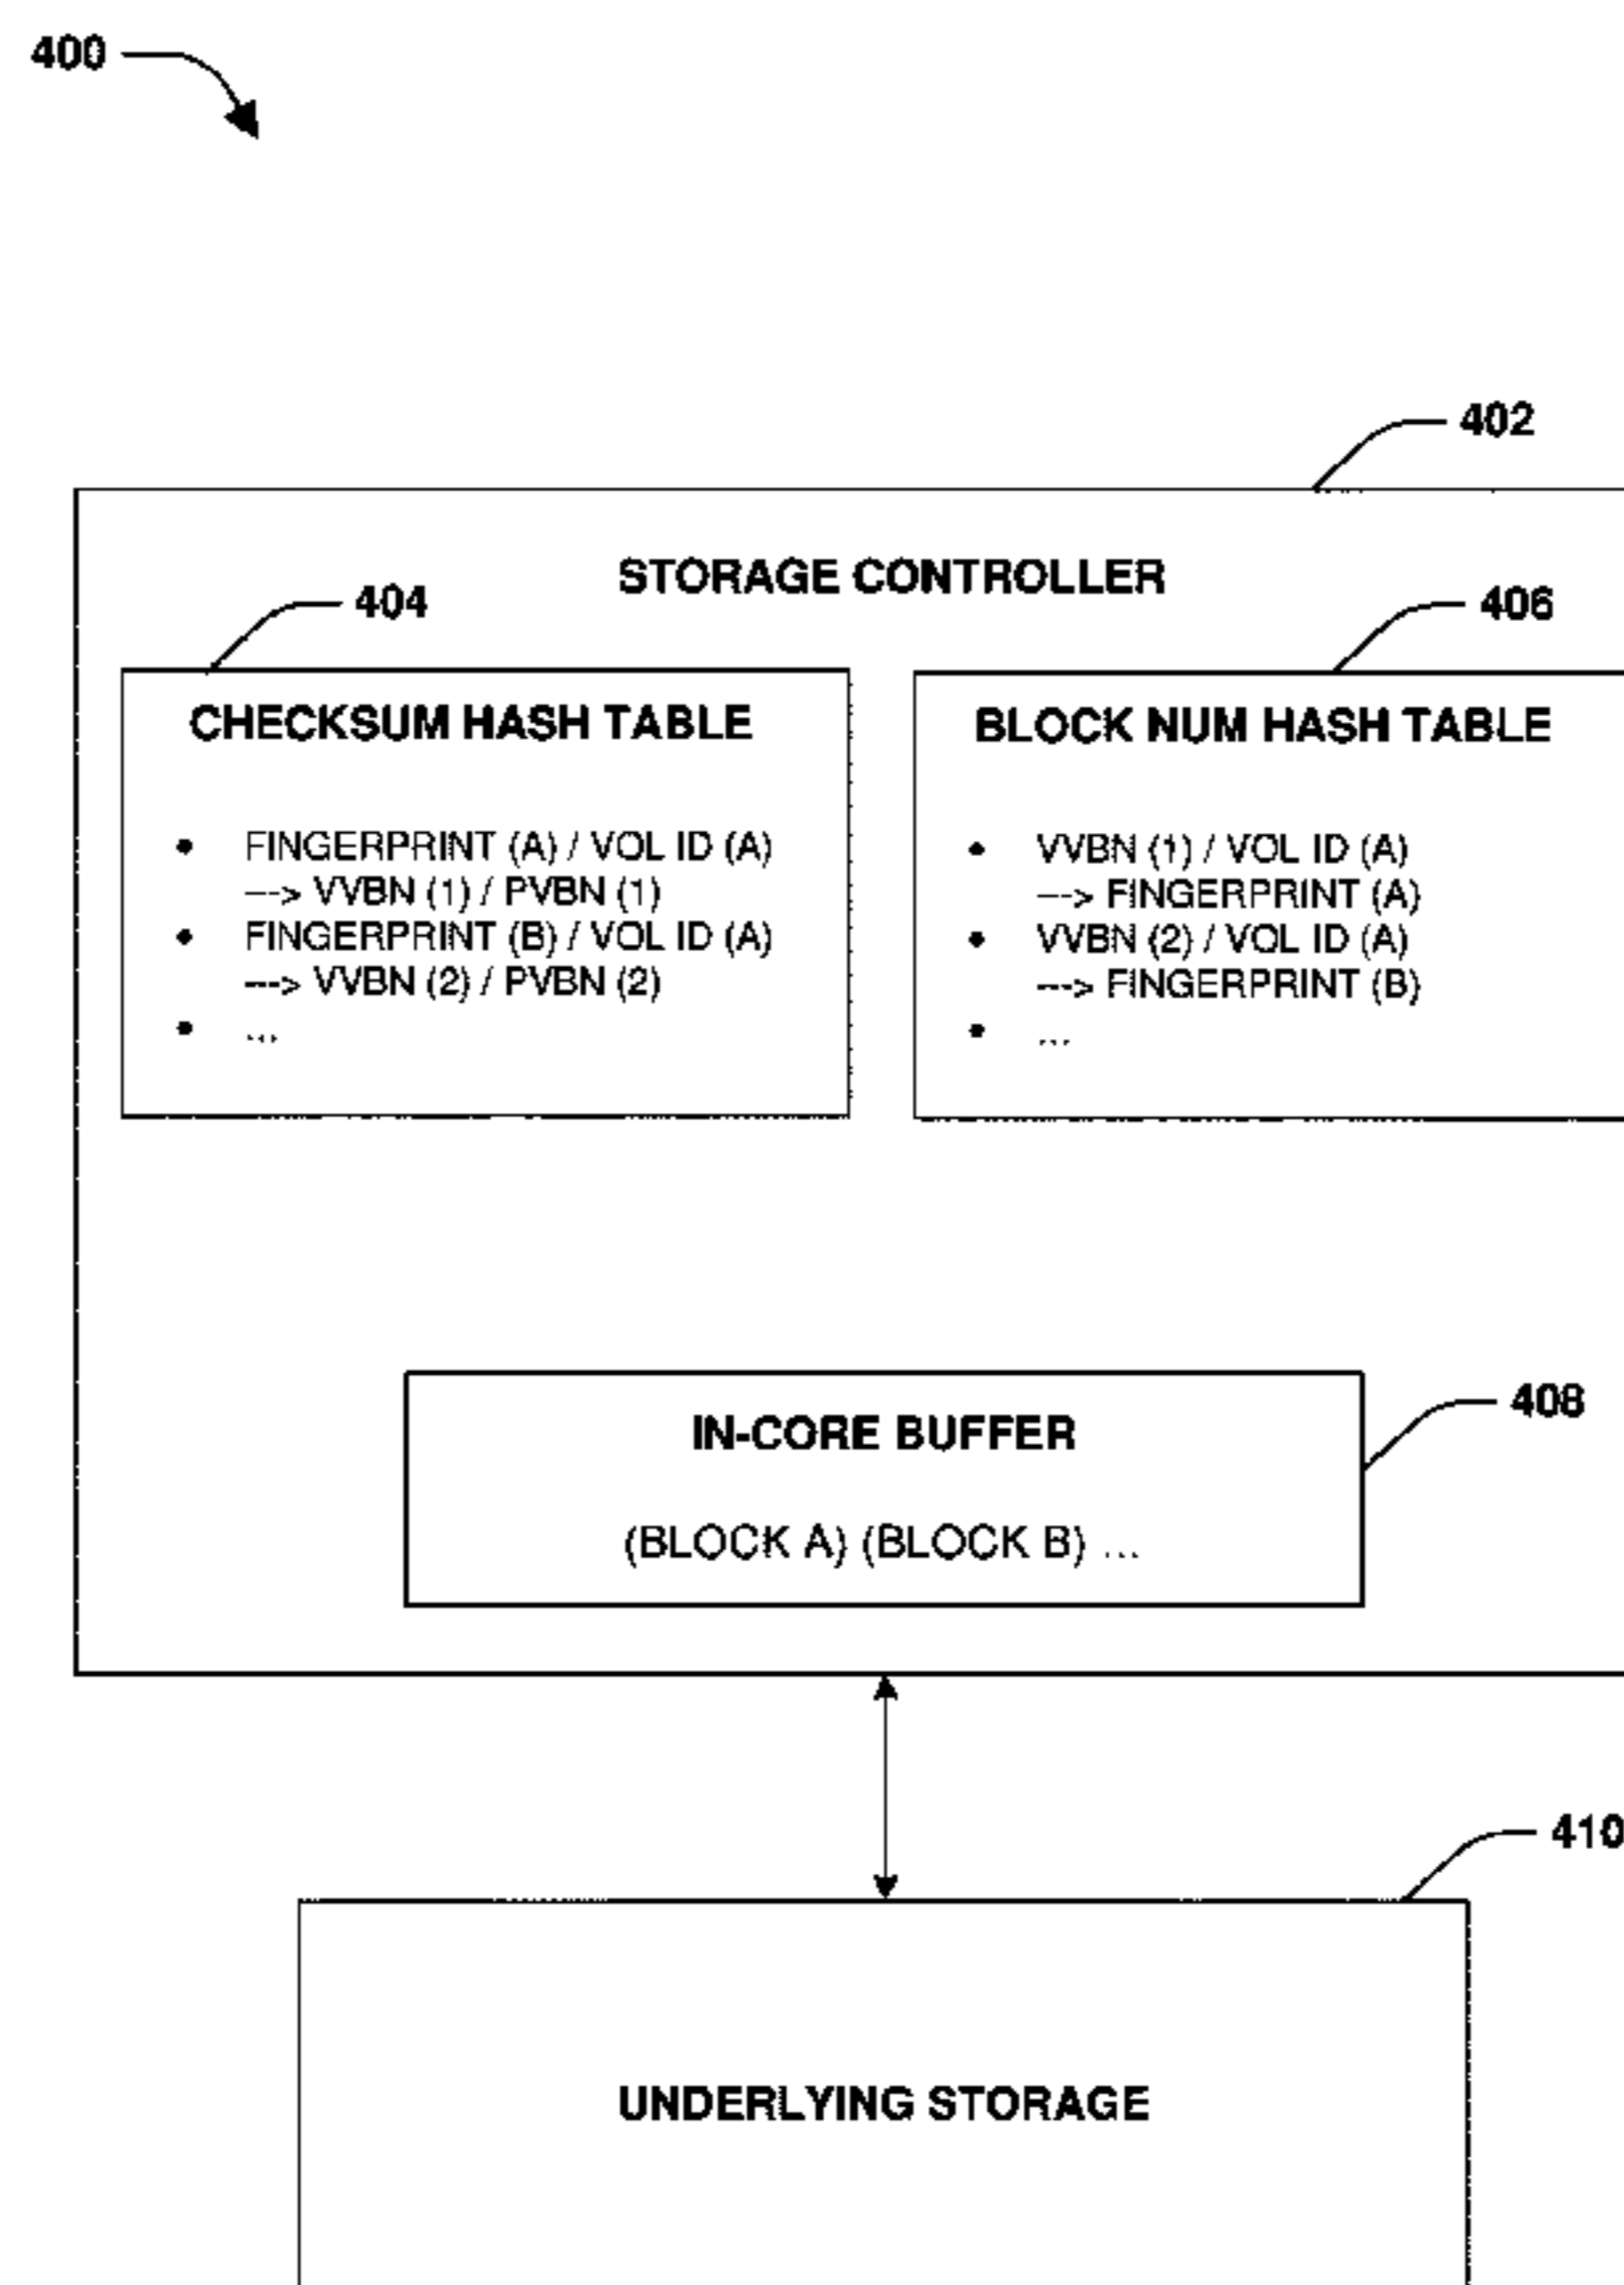 400
402
STORAGE CONTROLLER
404
406
CHECKSUM HASH TABLE
• FINGERPRINT (A) / VOL ID (A)
---> VVBN (1) / PVBN (1)
• FINGERPRINT (B) / VOL ID (A)
---> VVBN (2) / PVBN (2)
• ...
BLOCK NUM HASH TABLE
• VVBN (1) / VOL ID (A)
---> FINGERPRINT (A)
• VVBN (2) / VOL ID (A)
---> FINGERPRINT (B)
• ...
IN-CORE BUFFER
408
(BLOCK A) (BLOCK B) ...
410
UNDERLYING STORAGE